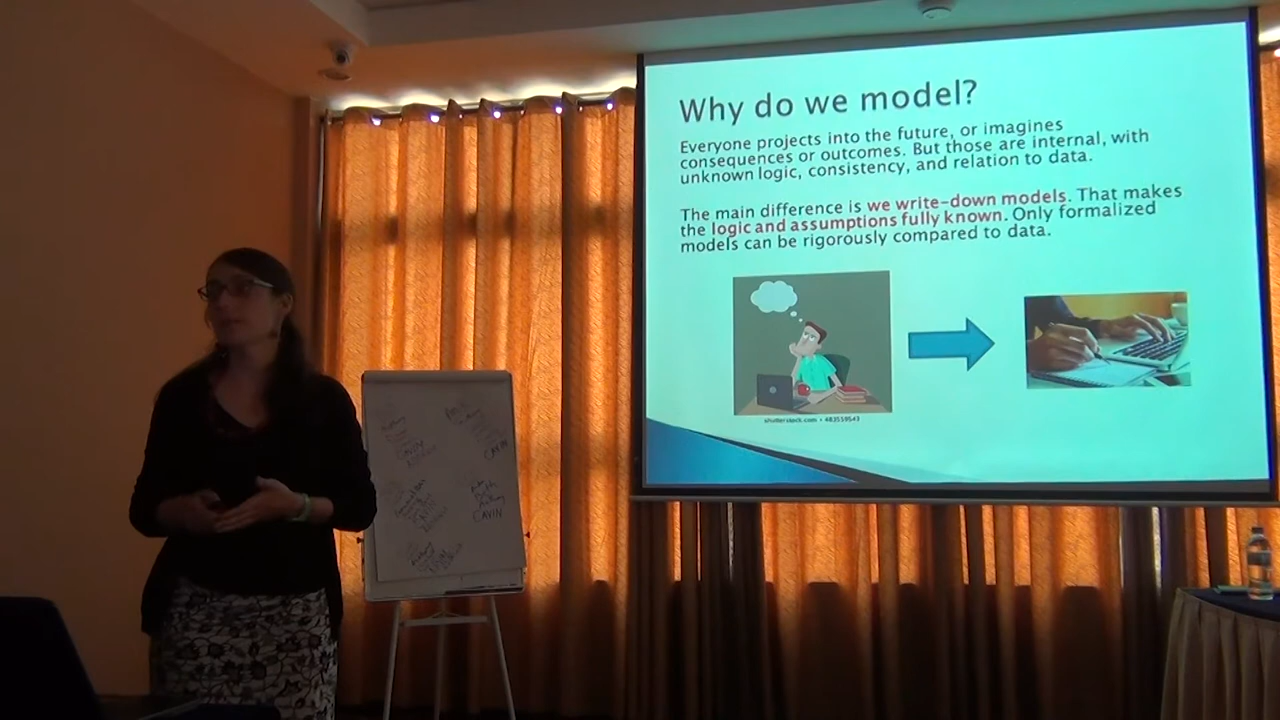 Why do we model?
Everyone projects into the future, or imagines
consequences or outcomes. But those are internal, with
unknown logic, consistency, and relation to data.
The main difference is we write-down models. That makes
the logic and assumptions fully known. Only formalized
models can be rigorously compared to data.
shutterstock.com • 483559543
GAVIN